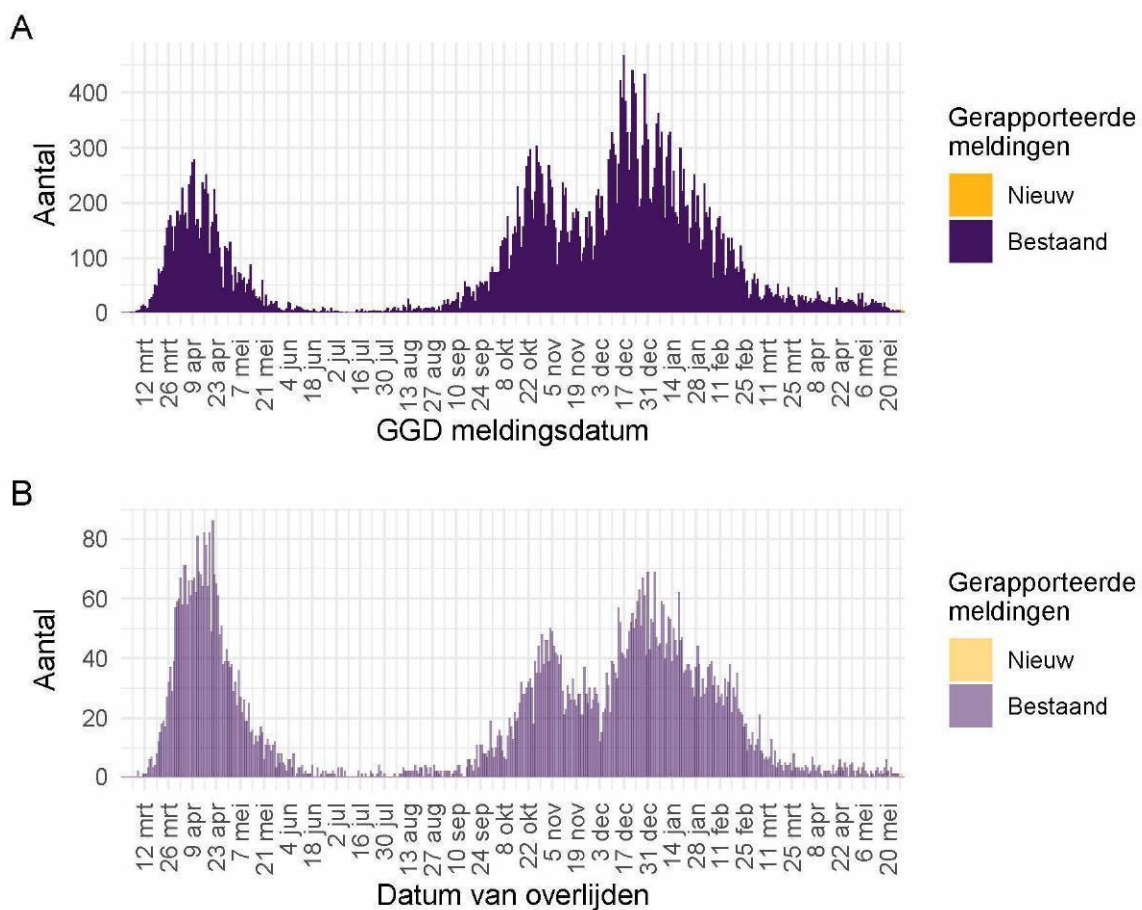 A
Aantal
400
300
200
100
0
12 mrt
26 mrt
9 apr
23 apr
7 mei
21 mei
4 jun
18 jun
2 jul
16 jul
30 jul
13 aug
27 aug
10 sep
24 sep
8 okt
22 okt
5 nov
19 nov
3 dec
17 dec
31 dec
14 jan
28 jan
11 feb
25 feb
11 mrt
25 mrt
8 apr
22 apr
6 mei
20 mei
GGD meldingsdatum
Gerapporteerde
meldingen
Nieuw
Bestaand
B
Aantal
80
60
40
20
0
12 mrt
26 mrt
9 apr
23 apr
7 mei
21 mei
4 jun
18 jun
2 jul
16 jul
30 jul
13 aug
27 aug
10 sep
24 sep
8 okt
22 okt
5 nov
19 nov
3 dec
17 dec
31 dec
14 jan
28 jan
11 feb
25 feb
11 mrt
25 mrt
8 apr
22 apr
6 mei
20 mei
Datum van overlijden
Gerapporteerde
meldingen
Nieuw
Bestaand